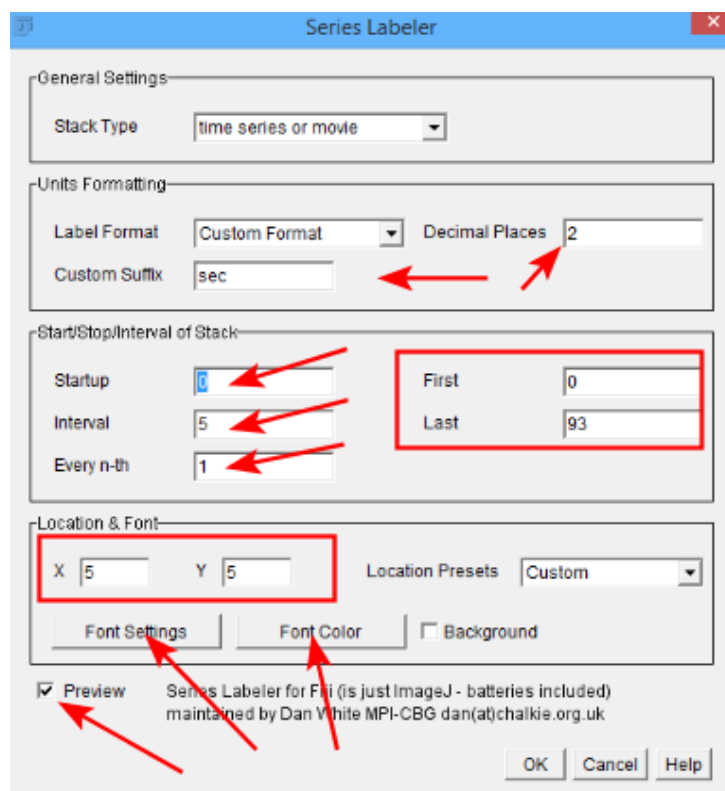 Series Labeler
General Settings
Stack Type time series or movie
Units Formatting
Label Format Custom Format Decimal Places 2
Custom Suffix sec
Start/Stop/Interval of Stack
Startup 0 First 0
Interval 5 Last 93
Every n-th 1
Location & Font
X 5 Y 5 Location Presets Custom
Font Settings Font Color Background
Preview Series Labeler for Fiji (is just ImageJ - batteries included)
maintained by Dan White MPI-CBG dan(at)chalkie.org.uk
OK Cancel Help